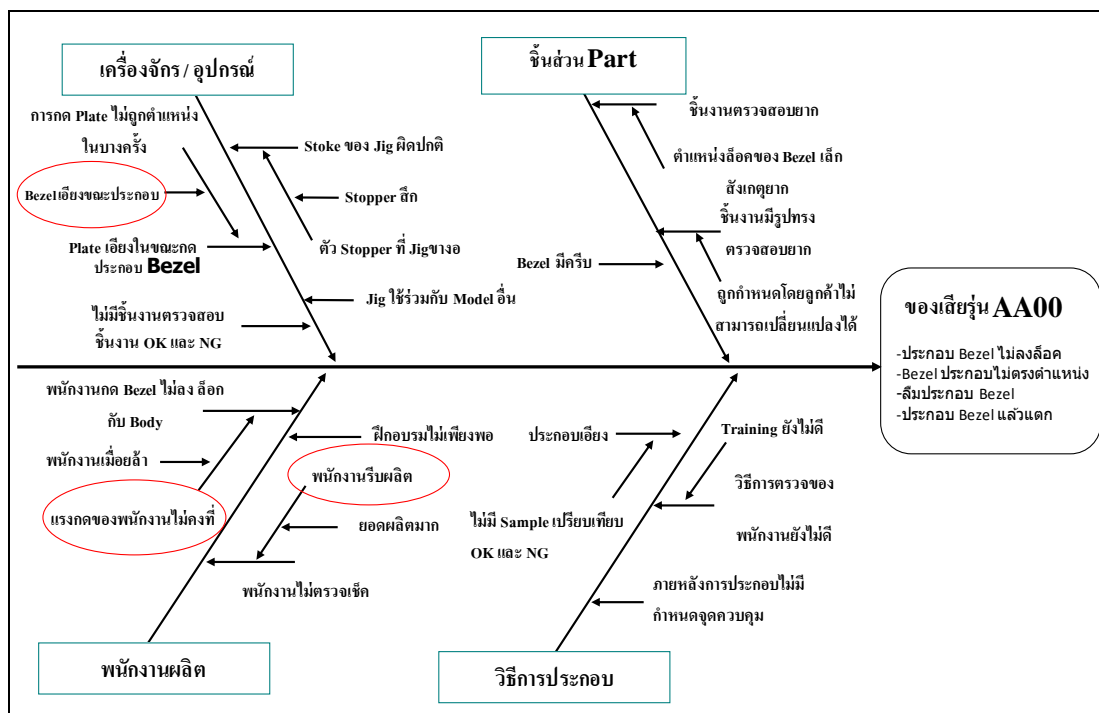 เครื่องจักร / อุปกรณ์
ชิ้นส่วน Part
การกด Plate ไม่ถูกตำแหน่ง
ในบางครั้ง
Bezel เอียงขณะประกอบ
Plate เอียงในขณะกด
ประกอบ Bezel
ไม่มีชิ้นงานตรวจสอบ
ชิ้นงาน OK และ NG
Stoke ของ Jig ผิดปกติ
Stopper สึก
ตัว Stopper ที่ Jigขางอ
Jig ใช้ร่วมกับ Model อื่น
ชิ้นงานตรวจสอบยาก
ตำแหน่งล็อคของ Bezel เล็ก
สังเกตุยาก
ชิ้นงานมีรูปทรง
ตรวจสอบยาก
Bezel มีครีบ
ถูกกำหนดโดยลูกค้าไม่
สามารถเปลี่ยนแปลงได้
ของเสียรุ่น AA00
-ประกอบ Bezel ไม่ลงล็อค
-Bezel ประกอบไม่ตรงตำแหน่ง
-ลืมประกอบ Bezel
-ประกอบ Bezel แล้วแตก
พนักงานกด Bezel ไม่ลง ล็อก
กับ Body
พนักงานเมื่อยล้า
แรงกดของพนักงานไม่คงที่
ฝึกอบรมไม่เพียงพอ
พนักงานรีบผลิต
ยอดผลิตมาก
พนักงานไม่ตรวจเช็ค
ประกอบเอียง
ไม่มี Sample เปรียบเทียบ
OK และ NG
Training ยังไม่ดี
วิธีการตรวจของ
พนักงานยังไม่ดี
ภายหลังการประกอบไม่มี
กำหนดจุดควบคุม
พนักงานผลิต
วิธีการประกอบ